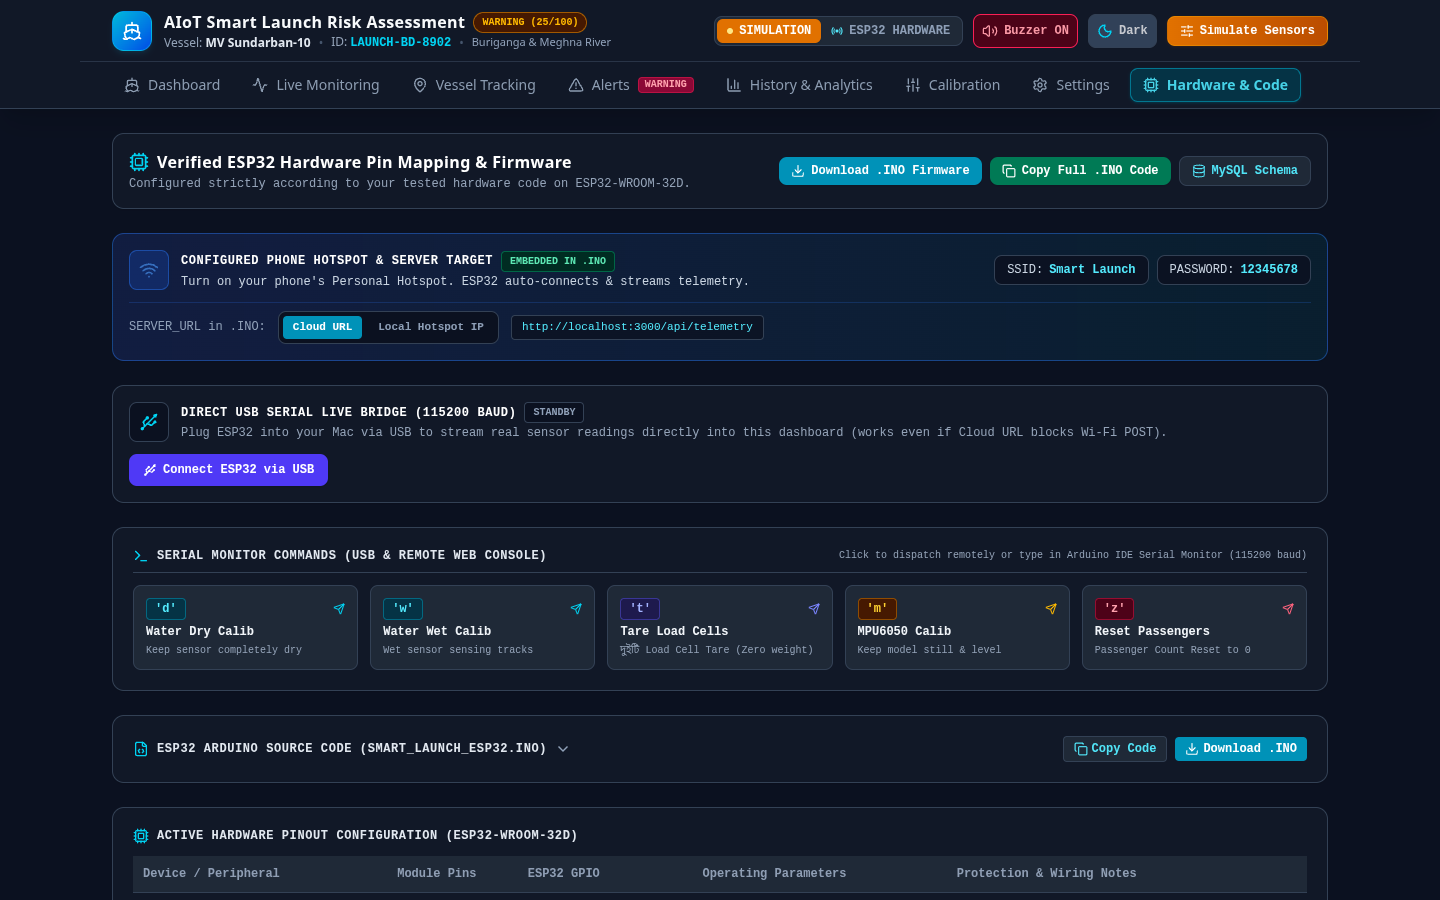 AIoT Smart Launch Risk Assessment
WARNING (25/100)
Vessel: MV Sundarban-10 • ID: LAUNCH-BD-8902 • Buriganga & Meghna River
SIMULATION
ESP32 HARDWARE
Buzzer ON
Dark
Simulate Sensors
Dashboard
Live Monitoring
Vessel Tracking
Alerts
WARNING
History & Analytics
Calibration
Settings
Hardware & Code
Verified ESP32 Hardware Pin Mapping & Firmware
Configured strictly according to your tested hardware code on ESP32-WROOM-32D.
Download .INO Firmware
Copy Full .INO Code
MySQL Schema
CONFIGURED PHONE HOTSPOT & SERVER TARGET
EMBEDDED IN .INO
Turn on your phone's Personal Hotspot. ESP32 auto-connects & streams telemetry.
SSID: Smart Launch
PASSWORD: 12345678
SERVER_URL in .INO:
Cloud URL
Local Hotspot IP
http://localhost:3000/api/telemetry
DIRECT USB SERIAL LIVE BRIDGE (115200 BAUD)
STANDBY
Plug ESP32 into your Mac via USB to stream real sensor readings directly into this dashboard (works even if Cloud URL blocks Wi-Fi POST).
Connect ESP32 via USB
SERIAL MONITOR COMMANDS (USB & REMOTE WEB CONSOLE)
Click to dispatch remotely or type in Arduino IDE Serial Monitor (115200 baud)
'd'
Water Dry Calib
Keep sensor completely dry
'w'
Water Wet Calib
Wet sensor sensing tracks
't'
Tare Load Cells
দুইটি Load Cell Tare (Zero weight)
'm'
MPU6050 Calib
Keep model still & level
'z'
Reset Passengers
Passenger Count Reset to 0
ESP32 ARDUINO SOURCE CODE (SMART_LAUNCH_ESP32.INO)
Copy Code
Download .INO
ACTIVE HARDWARE PINOUT CONFIGURATION (ESP32-WROOM-32D)
Device / Peripheral
Module Pins
ESP32 GPIO
Operating Parameters
Protection & Wiring Notes